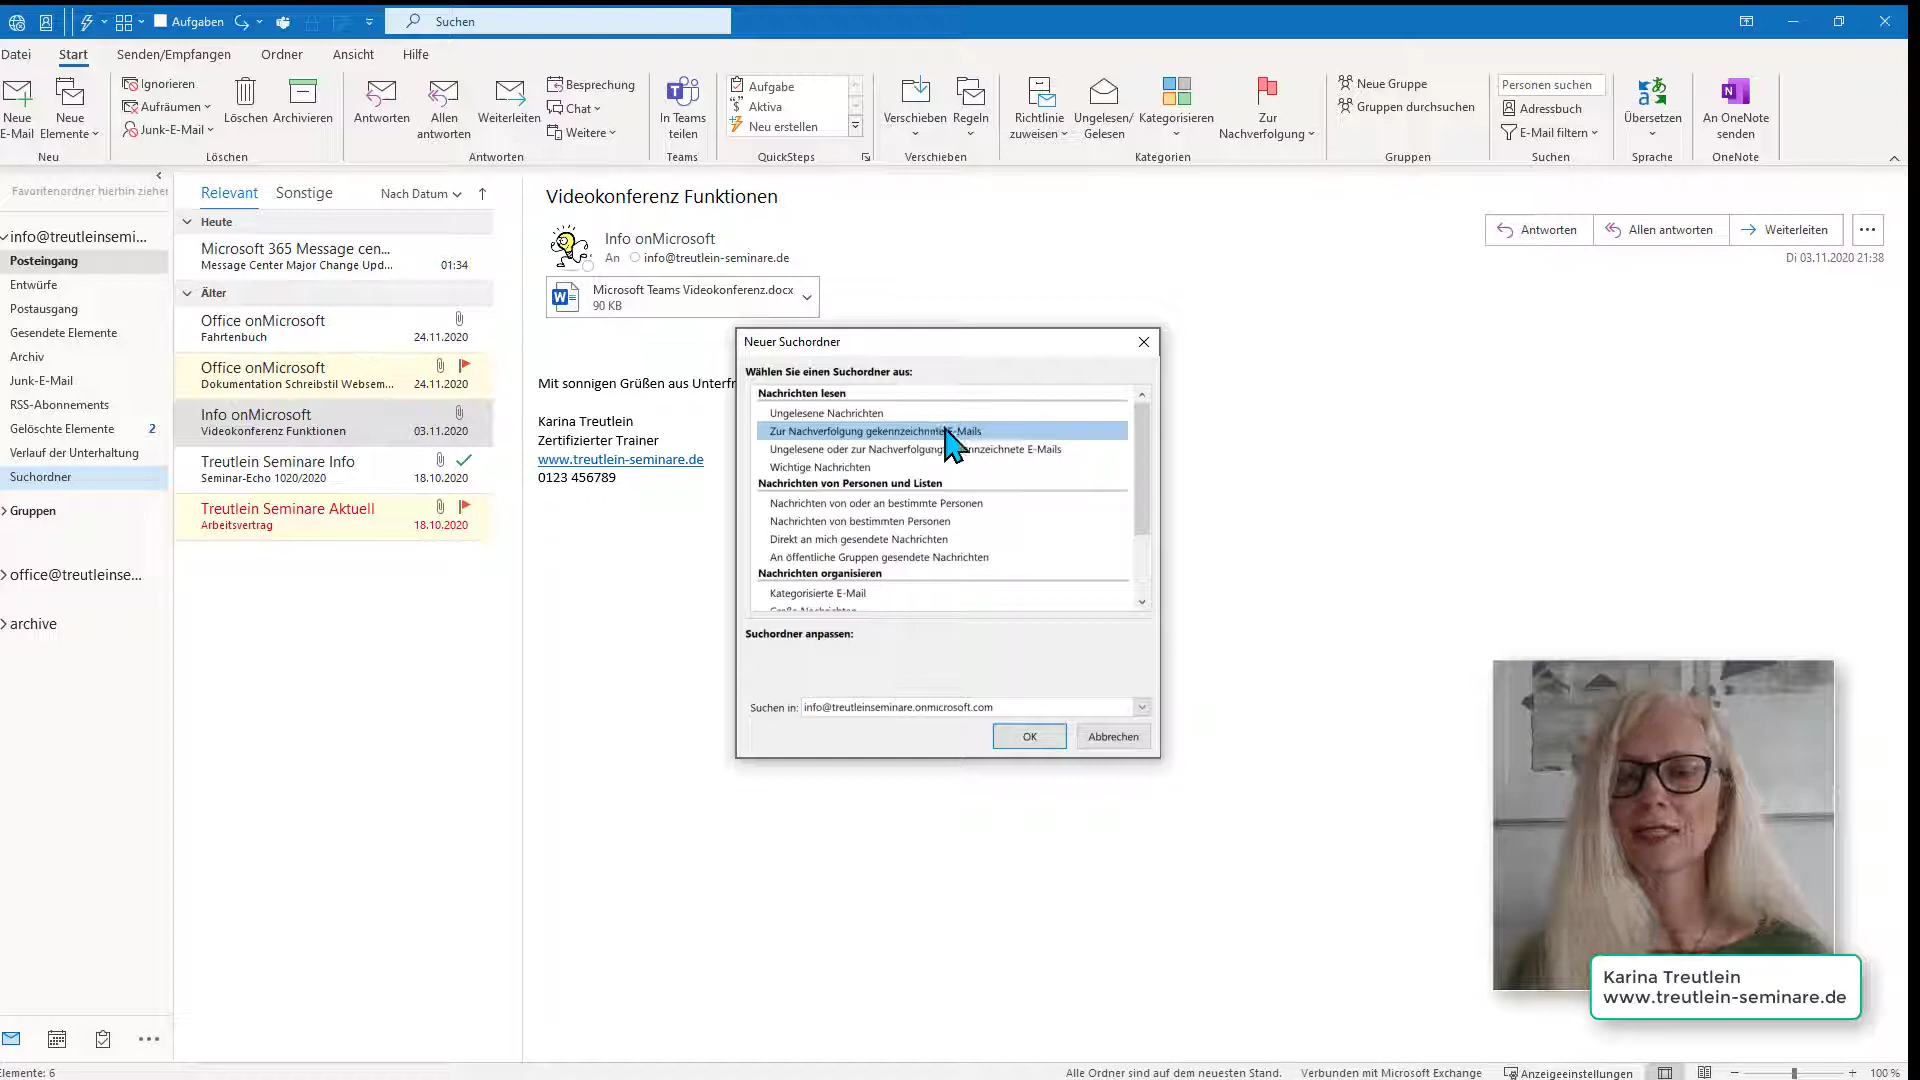 Aufgaben
Suchen
Datei
Start
Senden/Empfangen
Ordner
Ansicht
Hilfe
Neue
E-Mail
Neue
Elemente
Neu
Ignorieren
Aufräumen
Junk-E-Mail
Löschen
Archivieren
Löschen
Antworten
Allen
antworten
Weiterleiten
Besprechung
Chat
Weitere
Antworten
In Teams
teilen
Teams
Aufgabe
Aktiva
Neu erstellen
QuickSteps
Verschieben
Regeln
Verschieben
Richtlinie
zuweisen
Ungelesen/
Gelesen
Kategorisieren
Zur
Nachverfolgung
Kategorien
Neue Gruppe
Gruppen durchsuchen
Gruppen
Personen suchen
Adressbuch
E-Mail filtern
Suchen
Übersetzen
Sprache
An OneNote
senden
OneNote
Favoritenordner hierhin
info@treutleinsemi...
Posteingang
Entwürfe
Postausgang
Gesendete Elemente
Archiv
Junk-E-Mail
RSS-Abonnements
Gelöschte Elemente 2
Verlauf der Unterhaltung
Suchordner
Gruppen
office@treutleinse...
archive
Relevant Sonstige Nach Datum
Heute
Microsoft 365 Message cen...
Message Center Major Change Upd... 01:34
Älter
Office onMicrosoft
Fahrtenbuch 24.11.2020
Office onMicrosoft
Dokumentation Schreibstil Websem... 24.11.2020
Info onMicrosoft
Videokonferenz Funktionen 03.11.2020
Treutlein Seminare Info
Seminar-Echo 1020/2020 18.10.2020
Treutlein Seminare Aktuell
Arbeitsvertrag 18.10.2020
Videokonferenz Funktionen
Info onMicrosoft
An info@treutlein-seminare.de
Antworten
Allen antworten
Weiterleiten
Di 03.11.2020 21:38
Microsoft Teams Videokonferenz.docx
90 KB
Mit sonnigen Grüßen aus
Karina Treutlein
Zertifizierter Trainer
www.treutlein-seminare.de
0123 456789
Neuer Suchordner
Wählen Sie einen Suchordner aus:
Nachrichten lesen
Ungelesene Nachrichten
Zur Nachverfolgung gekennzeichnete E-Mails
Ungelesene oder zur Nachverfolgung gekennzeichnete E-Mails
Wichtige Nachrichten
Nachrichten von Personen und Listen
Nachrichten von oder an bestimmte Personen
Nachrichten von bestimmten Personen
Direkt an mich gesendete Nachrichten
An öffentliche Gruppen gesendete Nachrichten
Nachrichten organisieren
Kategorisierte E-Mail
Große Nachrichten
Suchordner anpassen:
Suchen in: info@treutleinseminare.onmicrosoft.com
OK
Abbrechen
Karina Treutlein
www.treutlein-seminare.de
Elemente: 6
Alle Ordner sind auf dem neuesten Stand.
Verbunden mit Microsoft Exchange
Anzeigeeinstellungen
100 %